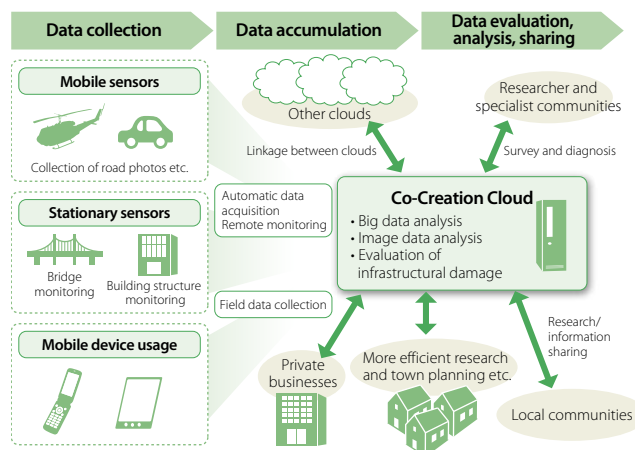 Data collection
Data accumulation
Data evaluation,
analysis, sharing
Mobile sensors
Collection of road photos etc.
Stationary sensors
Bridge
monitoring
Building structure
monitoring
Mobile device usage
Automatic data
acquisition
Remote monitoring
Field data collection
Other clouds
Linkage between clouds
Researcher and
specialist communities
Survey and diagnosis
Co-Creation Cloud
• Big data analysis
• Image data analysis
• Evaluation of
infrastructural damage
Private
businesses
More efficient research
and town planning etc.
Research/
information
sharing
Local communities